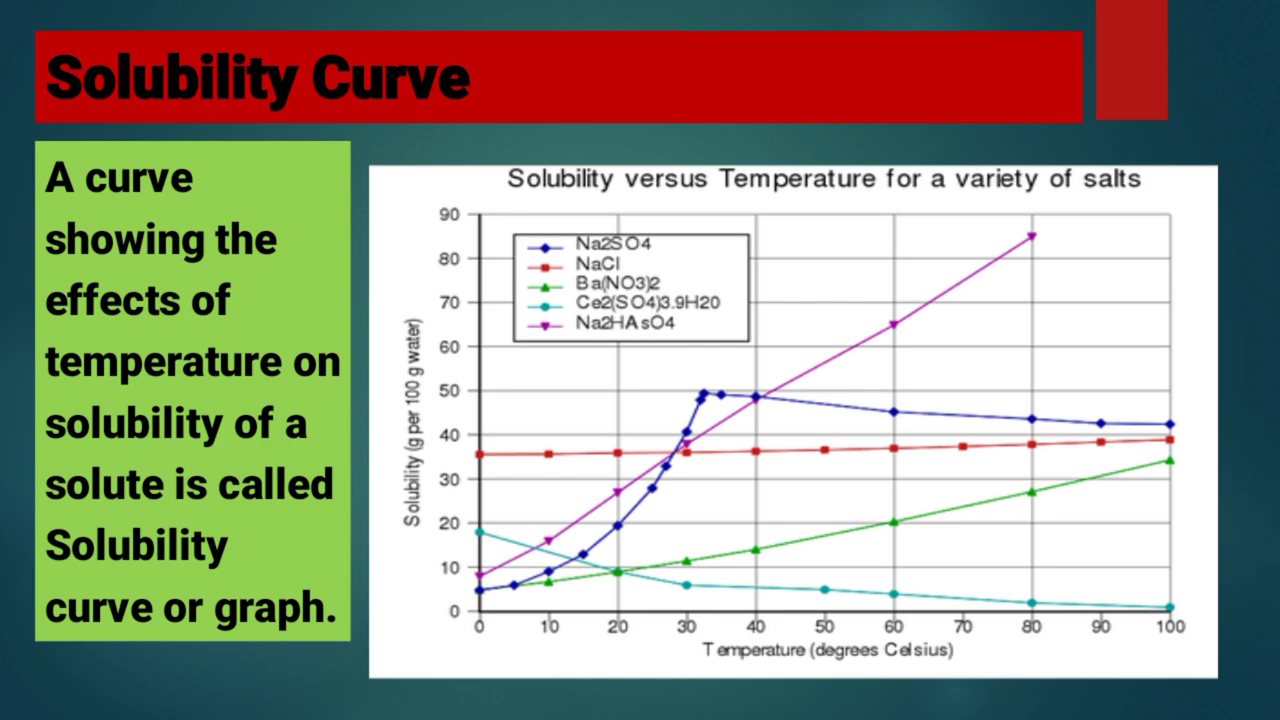 Solubility Curve
A curve
showing the
effects of
temperature on
solubility of a
solute is called
Solubility
curve or graph.
Solubility versus Temperature for a variety of salts
Solubility (g per 100 g water)
90
80
70
60
50
40
30
20
10
0
Na2SO4
NaCl
Ba(NO3)2
Ce2(SO4)3.9H20
Na2HAsO4
0 10 20 30 40 50 60 70 80 90 100
Temperature (degrees Celsius)